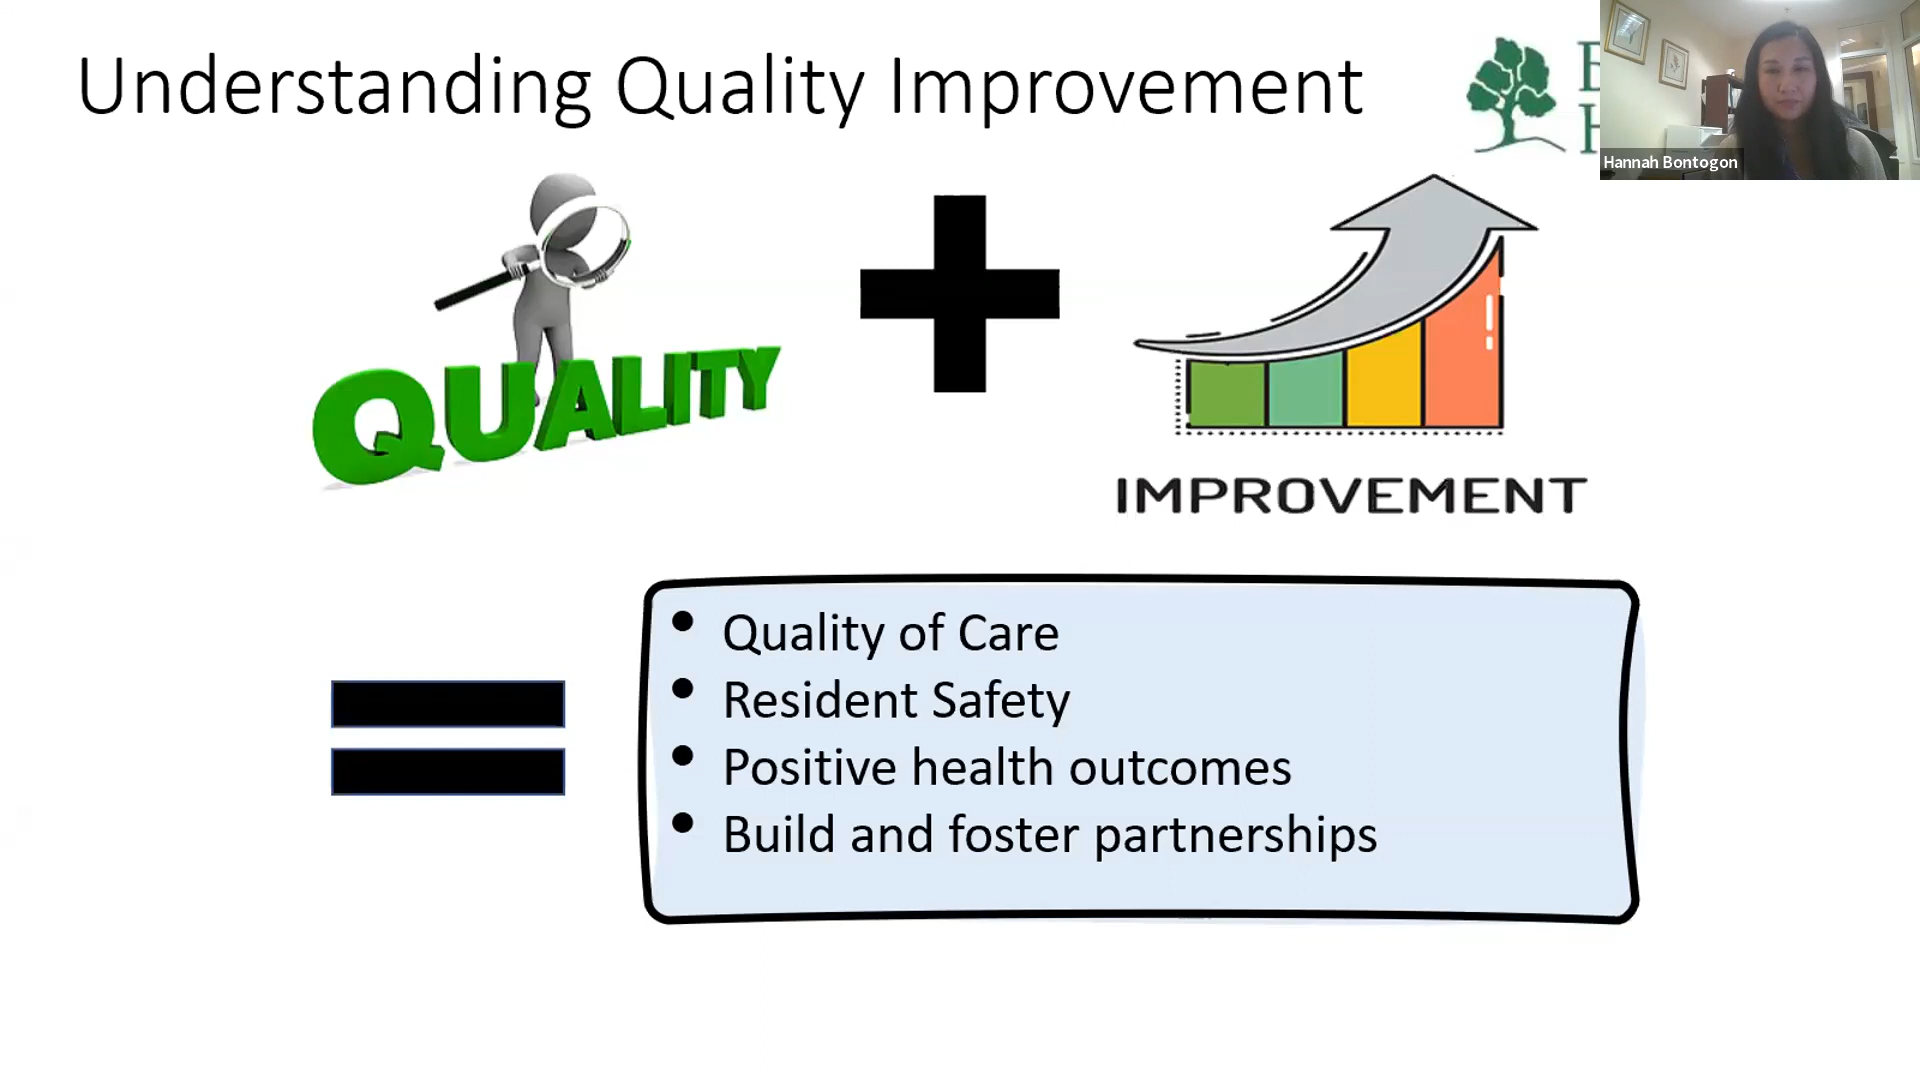 Understanding Quality Improvement
Hannah Bontogon
QUALITY
IMPROVEMENT
• Quality of Care
• Resident Safety
• Positive health outcomes
• Build and foster partnerships